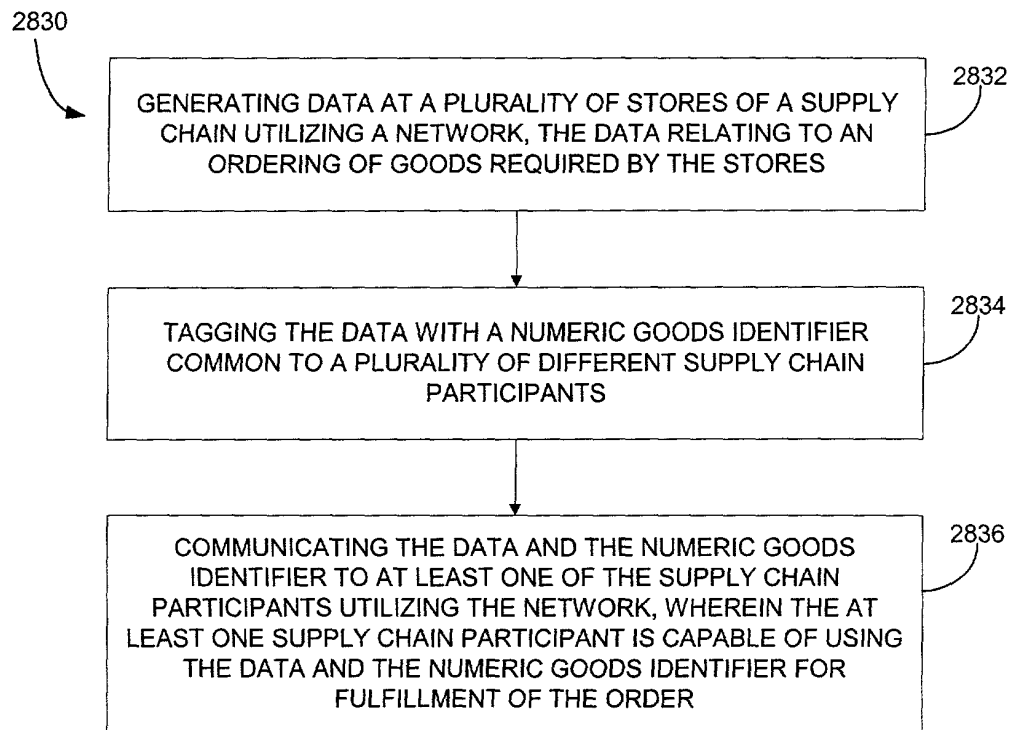 2830
2832
GENERATING DATA AT A PLURALITY OF STORES OF A SUPPLY
CHAIN UTILIZING A NETWORK, THE DATA RELATING TO AN
ORDERING OF GOODS REQUIRED BY THE STORES
2834
TAGGING THE DATA WITH A NUMERIC GOODS IDENTIFIER
COMMON TO A PLURALITY OF DIFFERENT SUPPLY CHAIN
PARTICIPANTS
2836
COMMUNICATING THE DATA AND THE NUMERIC GOODS
IDENTIFIER TO AT LEAST ONE OF THE SUPPLY CHAIN
PARTICIPANTS UTILIZING THE NETWORK, WHEREIN THE AT
LEAST ONE SUPPLY CHAIN PARTICIPANT IS CAPABLE OF USING
THE DATA AND THE NUMERIC GOODS IDENTIFIER FOR
FULFILLMENT OF THE ORDER